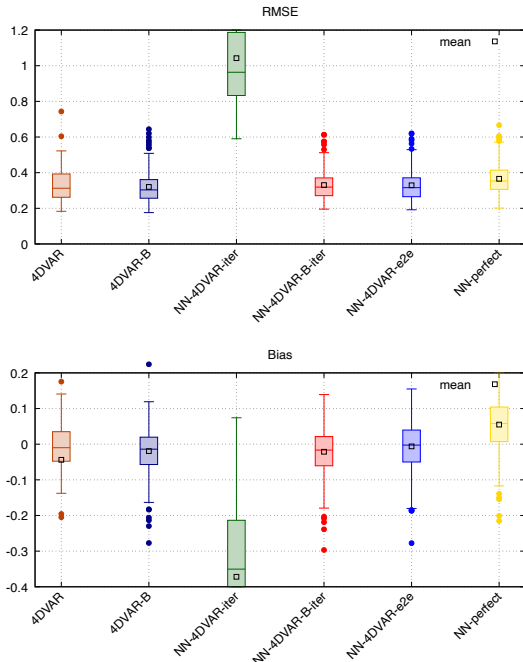 RMSE
1.2
mean
1
0.8
0.6
0.4
0.2
0
4DVAR
4DVAR-B
NN-4DVAR-iter
NN-4DVAR-B-iter
NN-4DVAR-e2e
NN-perfect
Bias
0.2
mean
0.1
0
-0.1
-0.2
-0.3
-0.4
4DVAR
4DVAR-B
NN-4DVAR-iter
NN-4DVAR-B-iter
NN-4DVAR-e2e
NN-perfect